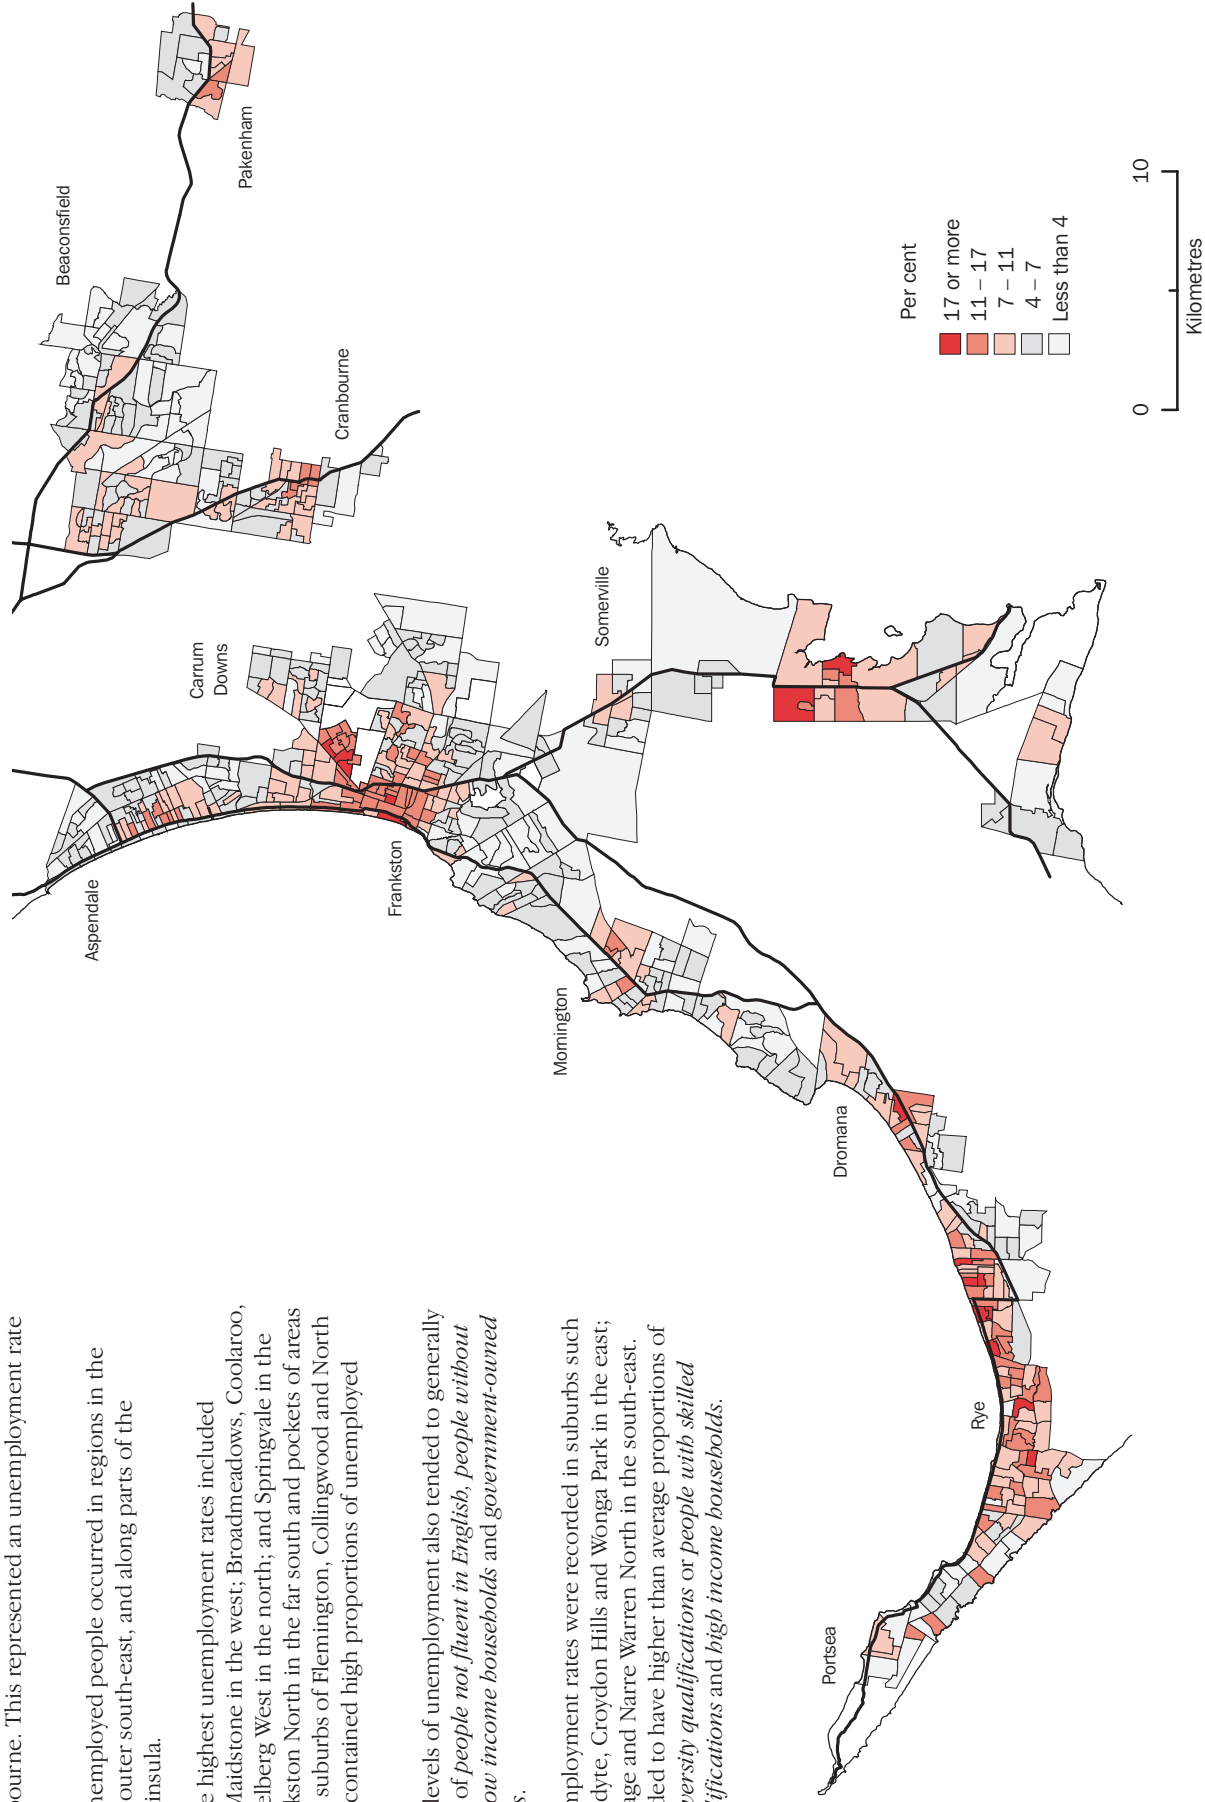 ourne. This represented an unemployment rate
employed people occurred in regions in the
outer south-east, and along parts of the
insula.
e highest unemployment rates included
Maidstone in the west; Broadmeadows, Coolaroo,
elberg West in the north; and Springvale in the
kston North in the far south and pockets of areas
suburbs of Flemington, Collingwood and North
contained high proportions of unemployed
levels of unemployment also tended to generally
of people not fluent in English, people without
ow income households and government-owned
s.
mployment rates were recorded in suburbs such
dyte, Croydon Hills and Wonga Park in the east;
age and Narre Warren North in the south-east.
ded to have higher than average proportions of
versity qualifications or people with skilled
ifications and high income households.
Aspendale
Carrum
Downs
Beaconsfield
Pakenham
Cranbourne
Frankston
Somerville
Mornington
Dromana
Rye
Portsea
Per cent
17 or more
11 – 17
7 – 11
4 – 7
Less than 4
0 10
Kilometres